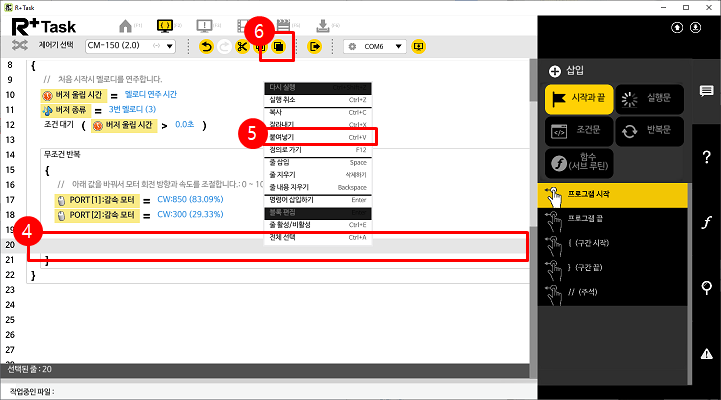 R+Task
R+Task
(F1)
(F2)
(F3)
(F6)
6
제어기 선택
CM-150 (2.0)
COM6
8 {
9 // 처음 시작시 멜로디를 연주합니다.
10 버저 울림 시간 = 멜로디 연주 시간
11 버저 종류 = 3번 멜로디 (3)
12 조건 대기 ( 버저 울림 시간 > 0.0초 )
13
14 무조건 반복
15 {
16 // 아래 값을 바꿔서 모터 회전 방향과 속도를 조절합니다.: 0 ~ 10
17 PORT [1]:감속 모터 = CW:850 (83.09%)
18 PORT [2]:감속 모터 = CW:300 (29.33%)
19
4
20
21 }
22 }
23
24
25
26
27
다시 실행
실행 취소 Ctrl+Z
복사 Ctrl+C
잘라내기 Ctrl+X
5
붙여넣기 Ctrl+V
정의로 가기 F12
줄 삽입 Space
줄 지우기 삭제하기
줄 내용 지우기 Backspace
명령어 삽입하기 Enter
블록 편집
줄 활성/비활성 Ctrl+E
전체 선택 Ctrl+A
삽입
시작과 끝
실행문
조건문
반복문
함수
(서브 루틴)
프로그램 시작
프로그램 끝
{ (구간 시작)
} (구간 끝)
// (주석)
?
f
선택된 줄 : 20
작업중인 파일 :